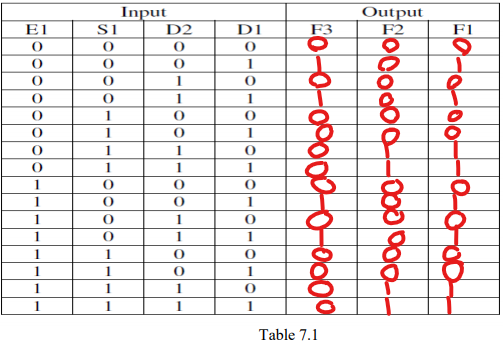 Input Output
E1 S1 D2 D1 F3 F2 F1
0 0 0 0 0 0 0
0 0 0 1 1 0 1
0 0 1 0 0 0 0
0 0 1 1 1 0 1
0 1 0 0 0 0 0
0 1 0 1 0 0 0
0 1 1 0 0 1 1
0 1 1 1 0 1 1
1 0 0 0 0 0 0
1 0 0 1 1 0 1
1 0 1 0 0 0 0
1 0 1 1 1 0 1
1 1 0 0 0 0 0
1 1 0 1 0 0 0
1 1 1 0 0 1 1
1 1 1 1 0 1 1
Table 7.1